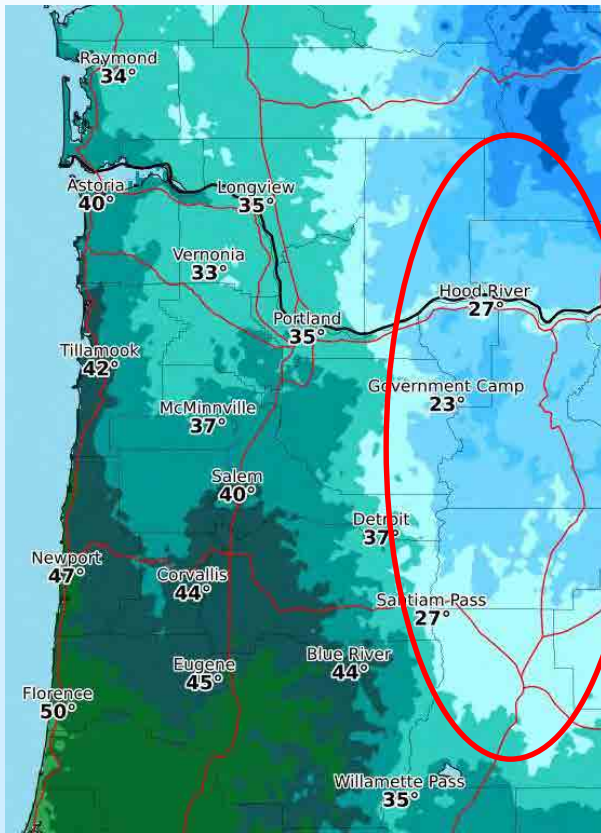 Raymond
34°
Astoria
40°
Longview
35°
Vernonia
33°
Hood River
27°
Portland
35°
Tillamook
42°
Government Camp
23°
McMinnville
37°
Salem
40°
Detroit
37°
Newport
47°
Corvallis
44°
Santiam Pass
27°
Eugene
45°
Blue River
44°
Florence
50°
Willamette Pass
35°